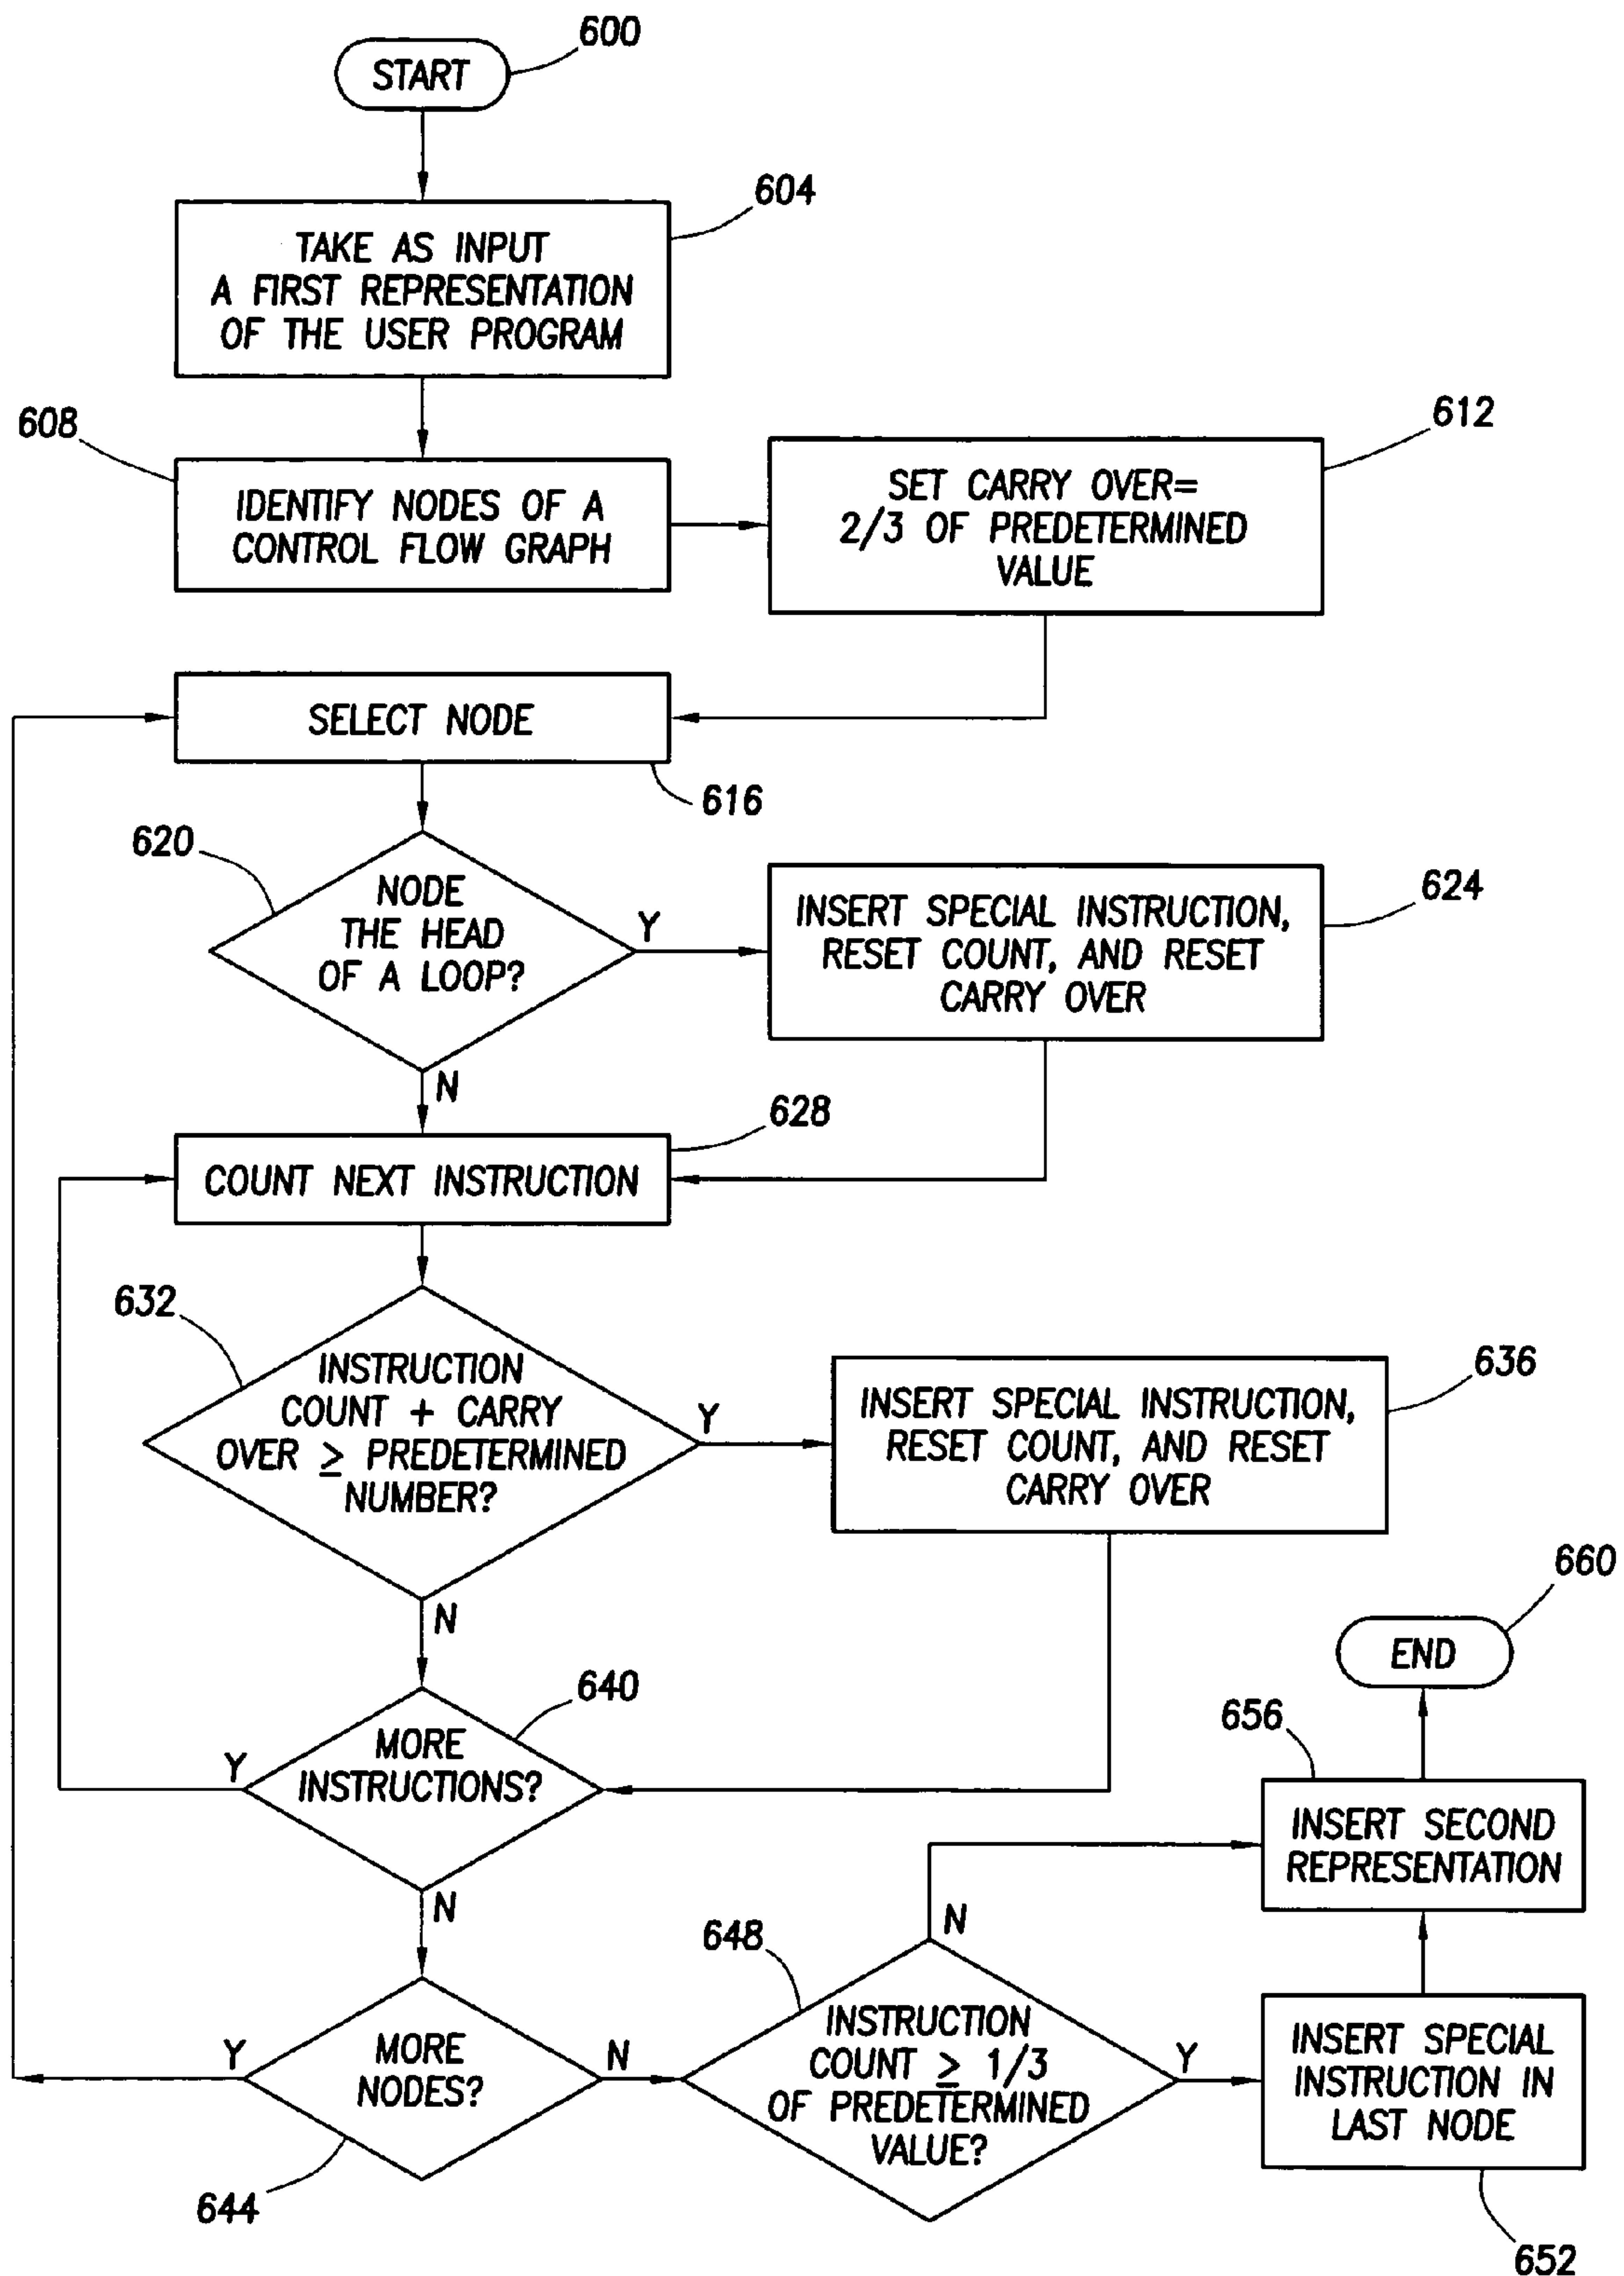 600
START
604
TAKE AS INPUT
A FIRST REPRESENTATION
OF THE USER PROGRAM
608
IDENTIFY NODES OF A
CONTROL FLOW GRAPH
612
SET CARRY OVER=
2/3 OF PREDETERMINED
VALUE
SELECT NODE
616
620
NODE
THE HEAD
OF A LOOP?
Y
N
624
INSERT SPECIAL INSTRUCTION,
RESET COUNT, AND RESET
CARRY OVER
628
COUNT NEXT INSTRUCTION
632
INSTRUCTION
COUNT + CARRY
OVER ≥ PREDETERMINED
NUMBER?
Y
N
636
INSERT SPECIAL INSTRUCTION,
RESET COUNT, AND RESET
CARRY OVER
640
MORE
INSTRUCTIONS?
Y
N
644
MORE
NODES?
Y
N
648
INSTRUCTION
COUNT ≥ 1/3
OF PREDETERMINED
VALUE?
N
Y
652
INSERT SPECIAL
INSTRUCTION IN
LAST NODE
656
INSERT SECOND
REPRESENTATION
660
END